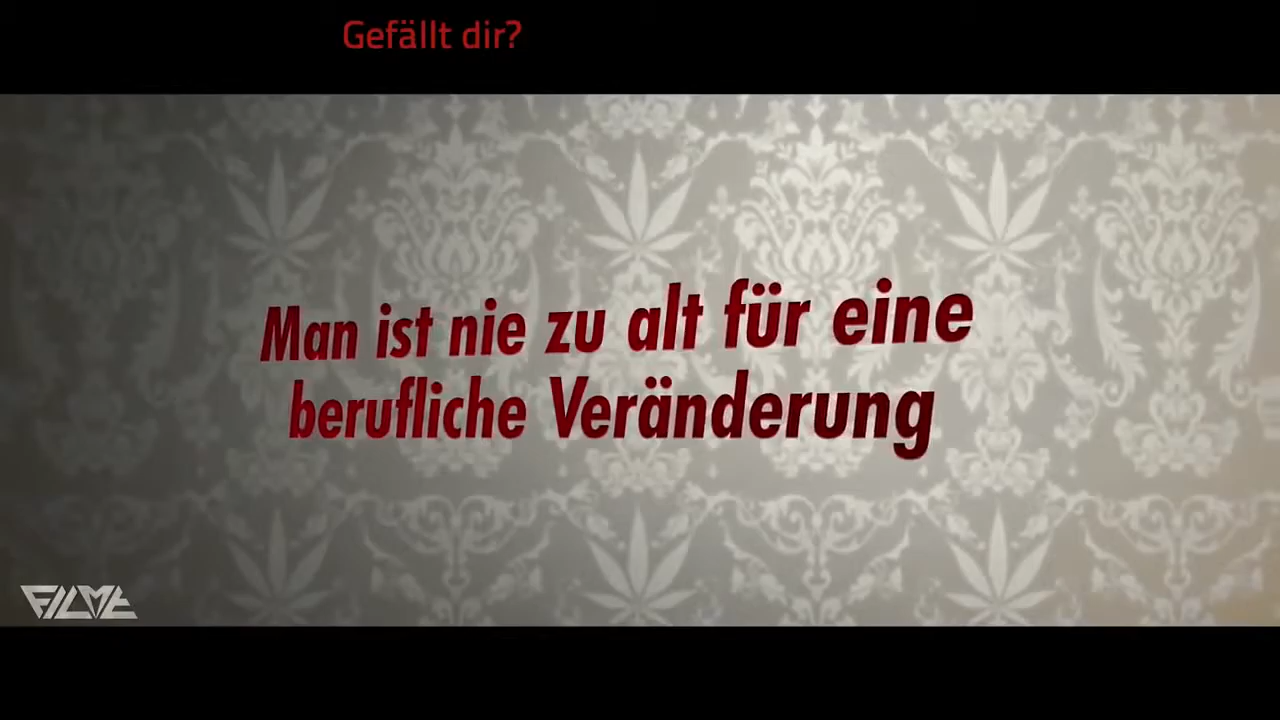 Gefällt dir?
Man ist nie zu alt für eine
berufliche Veränderung
FILME